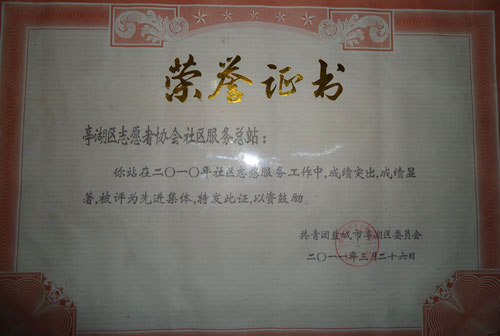 荣誉证书
亭湖区志愿者协会社区服务总站：
你站在二〇一〇年社区志愿服务工作中，成绩突出，成绩显
著，被评为先进集体，特发此证，以资鼓励。
共青团盐城市亭湖区委员会
二〇一一年三月二十六日